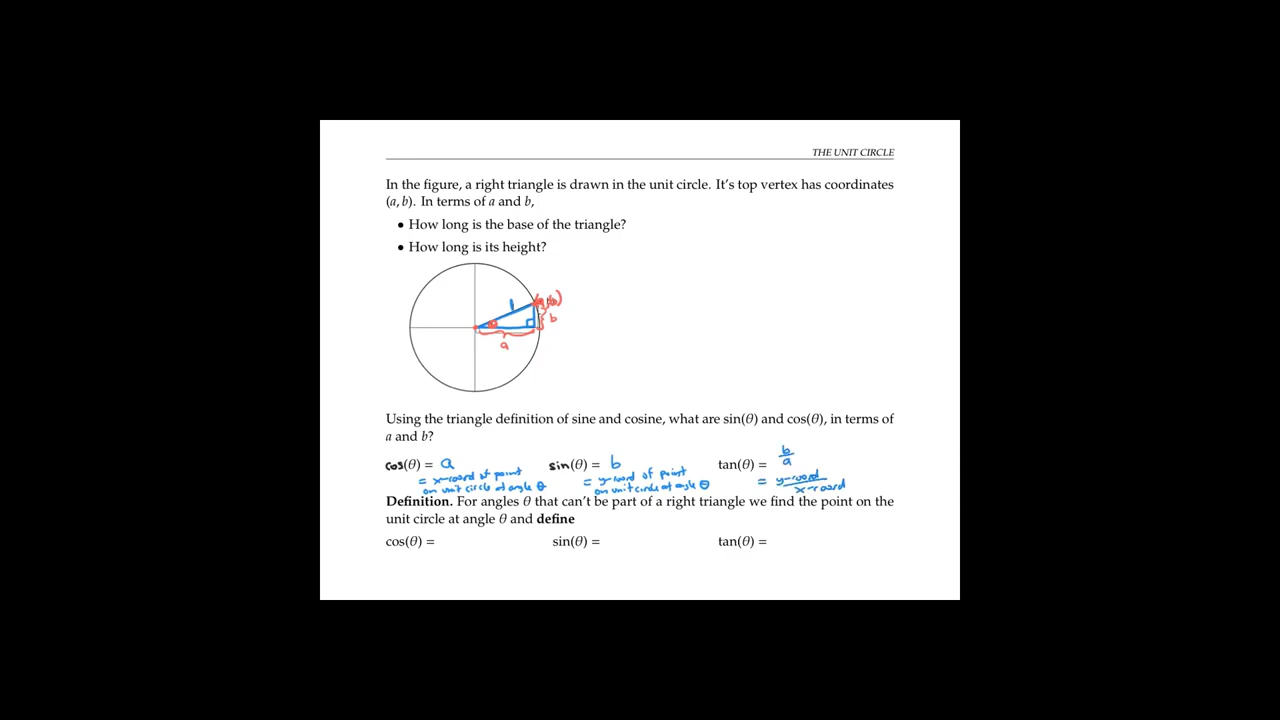 THE UNIT CIRCLE
In the figure, a right triangle is drawn in the unit circle. It's top vertex has coordinates
(a, b). In terms of a and b,
• How long is the base of the triangle?
• How long is its height?
1
b
a
Using the triangle definition of sine and cosine, what are sin(θ) and cos(θ), in terms of
a and b?
cos(θ) = a sin(θ) = b tan(θ) = b/a
= x-coord of point = y-coord of point = y-coord/x-coord
on unit circle at angle θ on unit circle at angle θ
Definition. For angles θ that can't be part of a right triangle we find the point on the
unit circle at angle θ and define
cos(θ) = sin(θ) = tan(θ) =